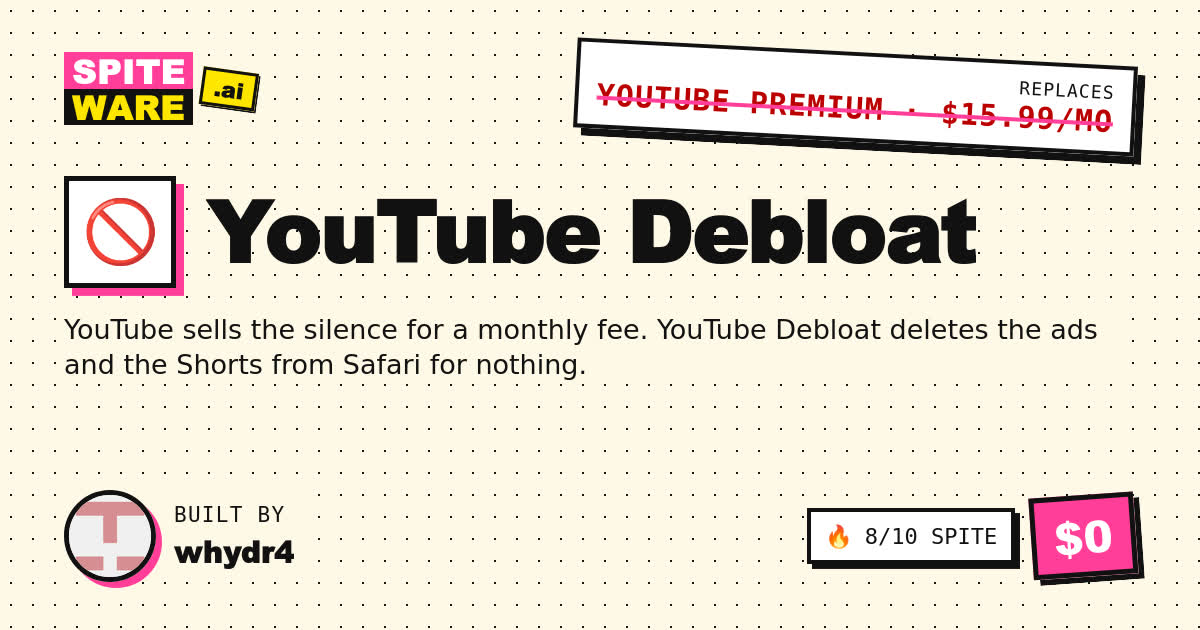 SPITE
WARE
.ai
REPLACES
YOUTUBE PREMIUM · $15.99/MO
YouTube Debloat
YouTube sells the silence for a monthly fee. YouTube Debloat deletes the ads
and the Shorts from Safari for nothing.
BUILT BY
whydr4
🔥 8/10 SPITE
$0